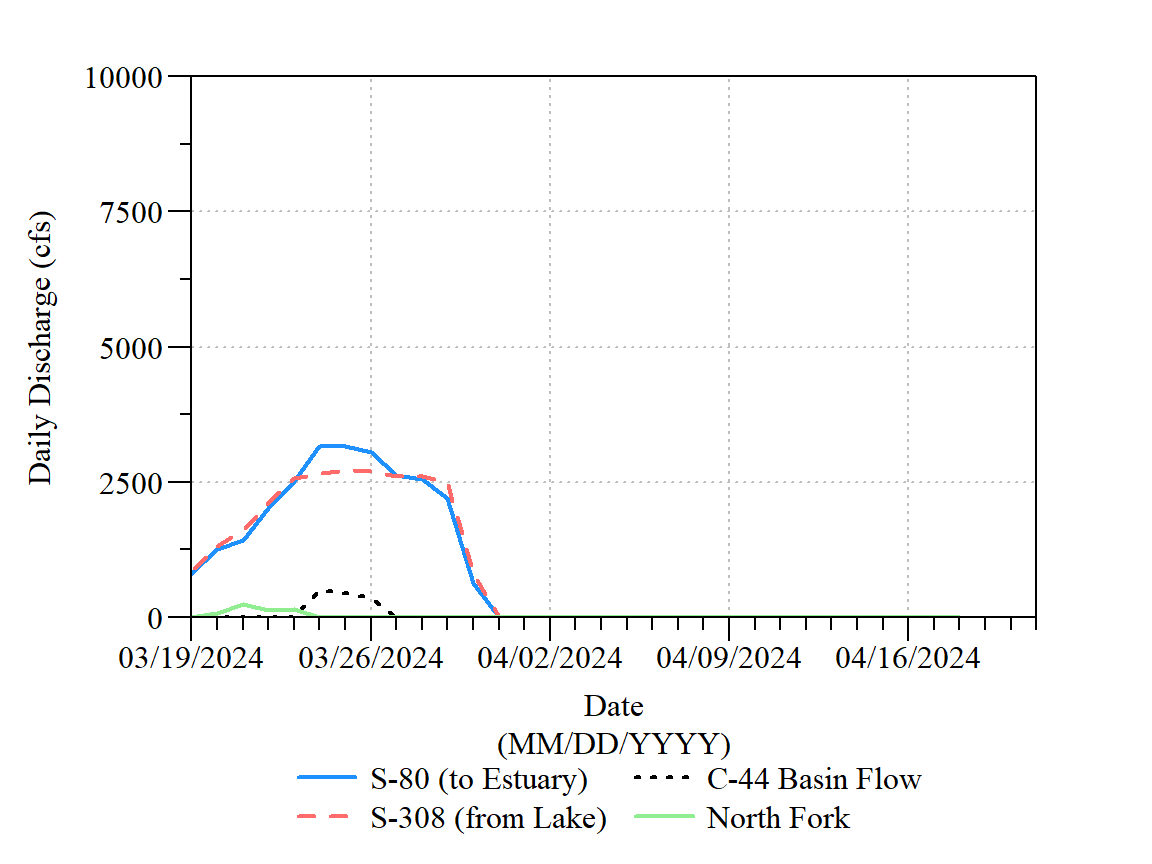 10000
7500
5000
2500
0
Daily Discharge (cfs)
03/19/2024 03/26/2024 04/02/2024 04/09/2024 04/16/2024
Date
(MM/DD/YYYY)
S-80 (to Estuary) C-44 Basin Flow
S-308 (from Lake) North Fork